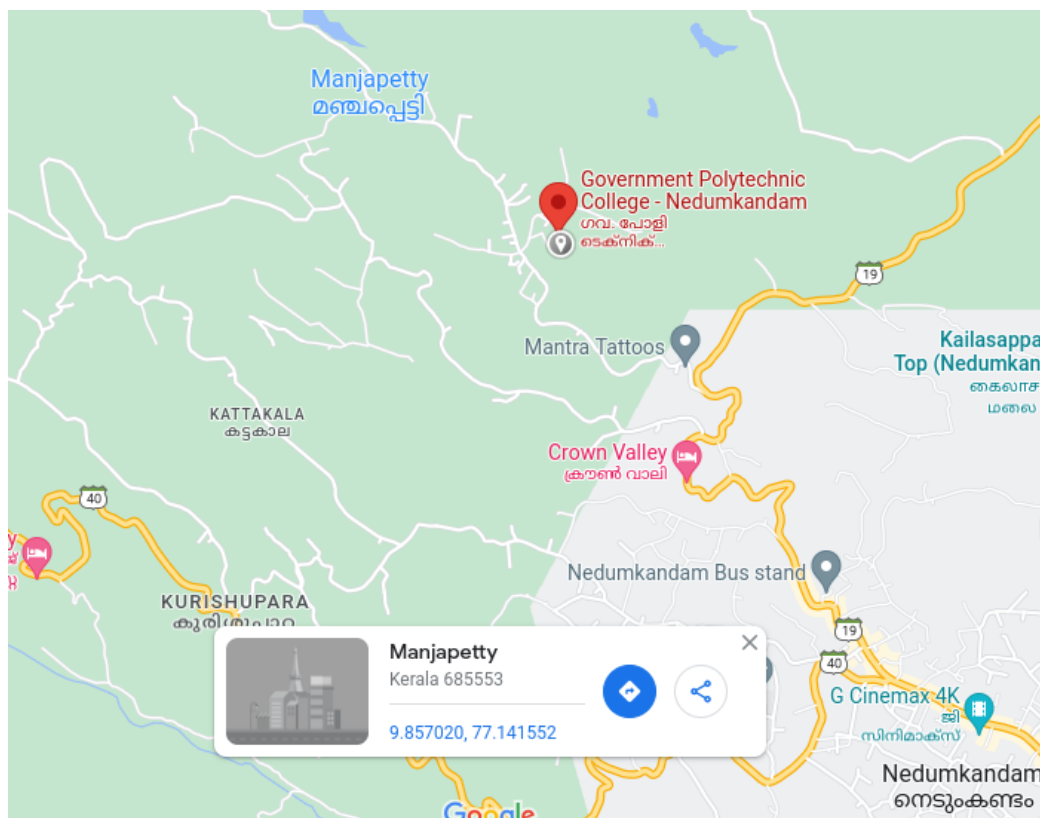 Manjapetty
മഞ്ചപ്പെട്ടി
Government Polytechnic
College - Nedumkandam
ഗവ. പോളി
ടെക്നിക്...
19
Mantra Tattoos
Kailasappa
Top (Nedumkan
കൈലാസ
മലെ
KATTAKALA
കട്ടകാല
Crown Valley
ക്രൗൺ വാലി
40
y
Nedumkandam Bus stand
KURISHUPARA
കുരിശുപാറ
19
40
Manjapetty
Kerala 685553
9.857020, 77.141552
G Cinemax 4K
ജി
സിനിമാക്സ്
Nedumkandam
നെടുംകണ്ടം
Google